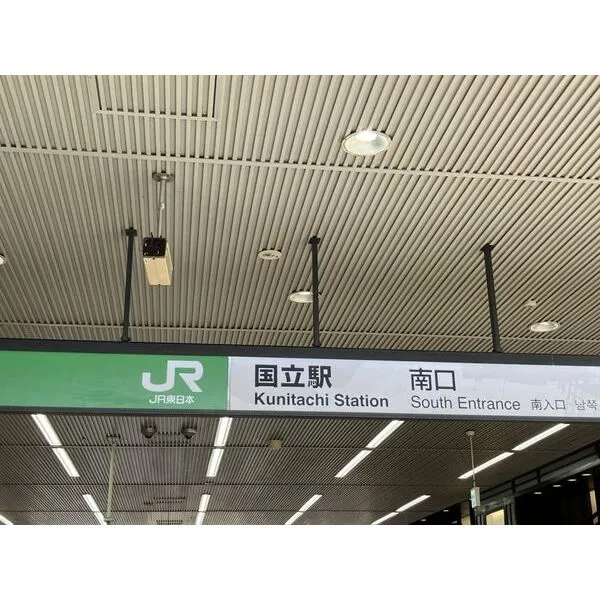 JR
JR東日本
国立駅
Kunitachi Station
南口
South Entrance 南入口 남쪽